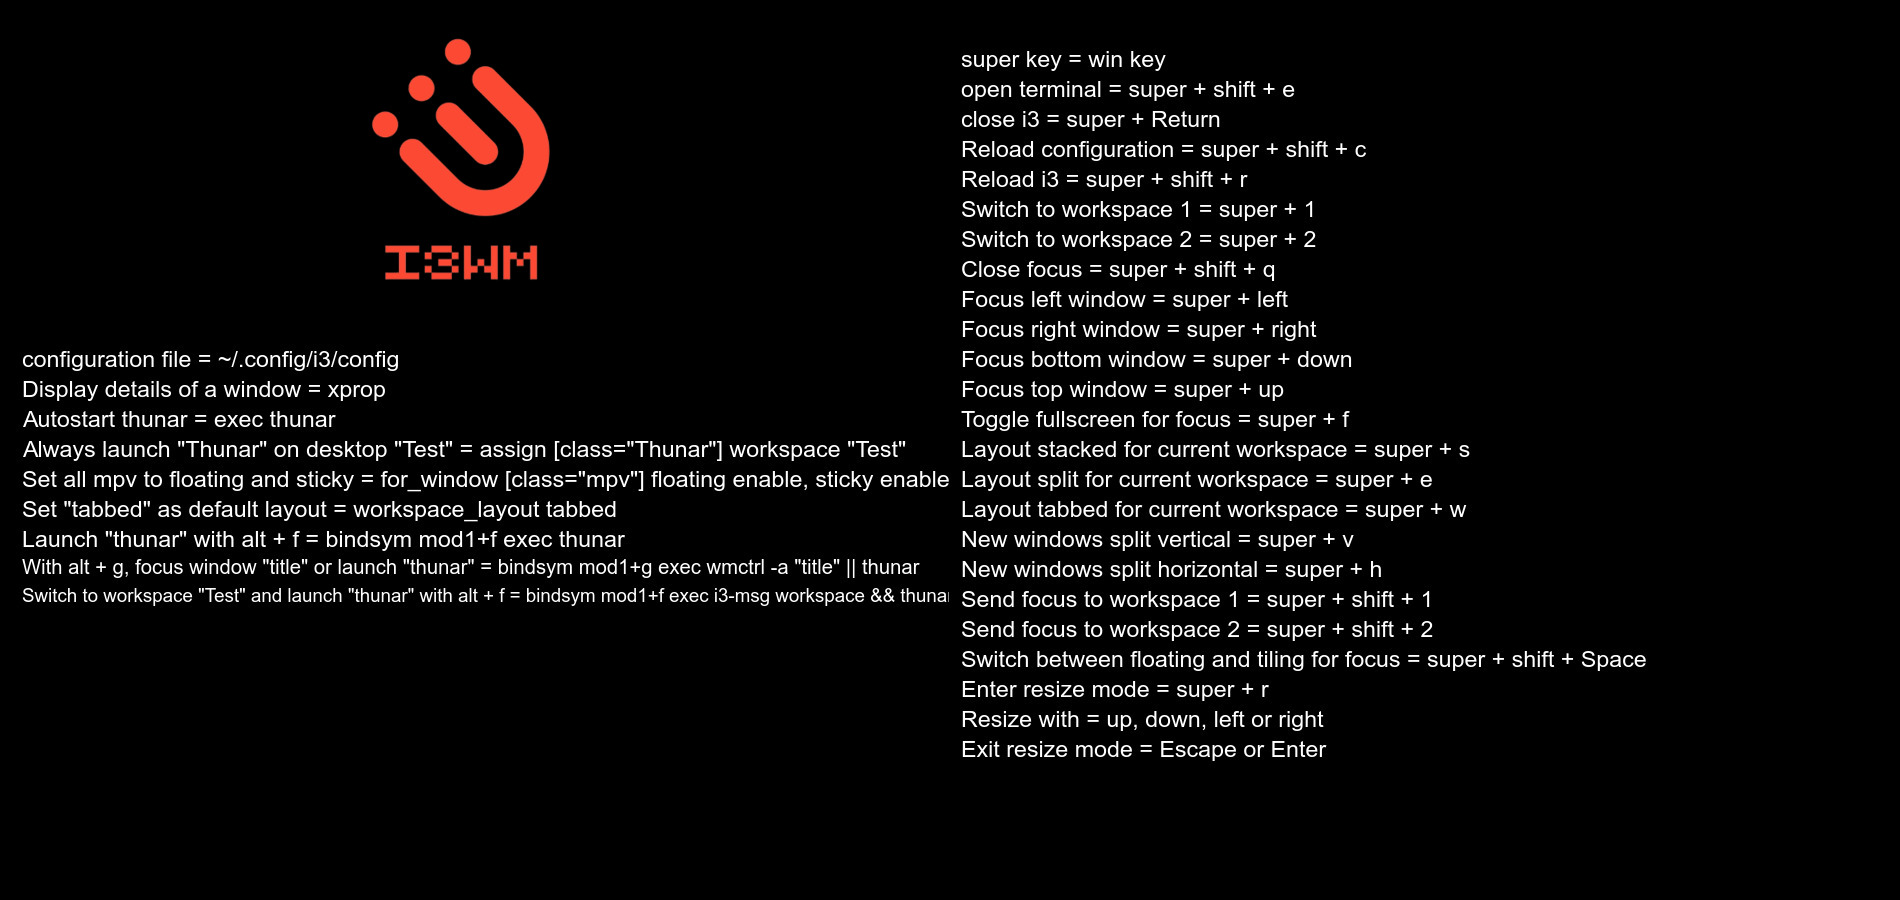 I3WM
configuration file = ~/.config/i3/config
Display details of a window = xprop
Autostart thunar = exec thunar
Always launch "Thunar" on desktop "Test" = assign [class="Thunar"] workspace "Test"
Set all mpv to floating and sticky = for_window [class="mpv"] floating enable, sticky enable
Set "tabbed" as default layout = workspace_layout tabbed
Launch "thunar" with alt + f = bindsym mod1+f exec thunar
With alt + g, focus window "title" or launch "thunar" = bindsym mod1+g exec wmctrl -a "title" || thunar
Switch to workspace "Test" and launch "thunar" with alt + f = bindsym mod1+f exec i3-msg workspace && thunar
super key = win key
open terminal = super + shift + e
close i3 = super + Return
Reload configuration = super + shift + c
Reload i3 = super + shift + r
Switch to workspace 1 = super + 1
Switch to workspace 2 = super + 2
Close focus = super + shift + q
Focus left window = super + left
Focus right window = super + right
Focus bottom window = super + down
Focus top window = super + up
Toggle fullscreen for focus = super + f
Layout stacked for current workspace = super + s
Layout split for current workspace = super + e
Layout tabbed for current workspace = super + w
New windows split vertical = super + v
New windows split horizontal = super + h
Send focus to workspace 1 = super + shift + 1
Send focus to workspace 2 = super + shift + 2
Switch between floating and tiling for focus = super + shift + Space
Enter resize mode = super + r
Resize with = up, down, left or right
Exit resize mode = Escape or Enter